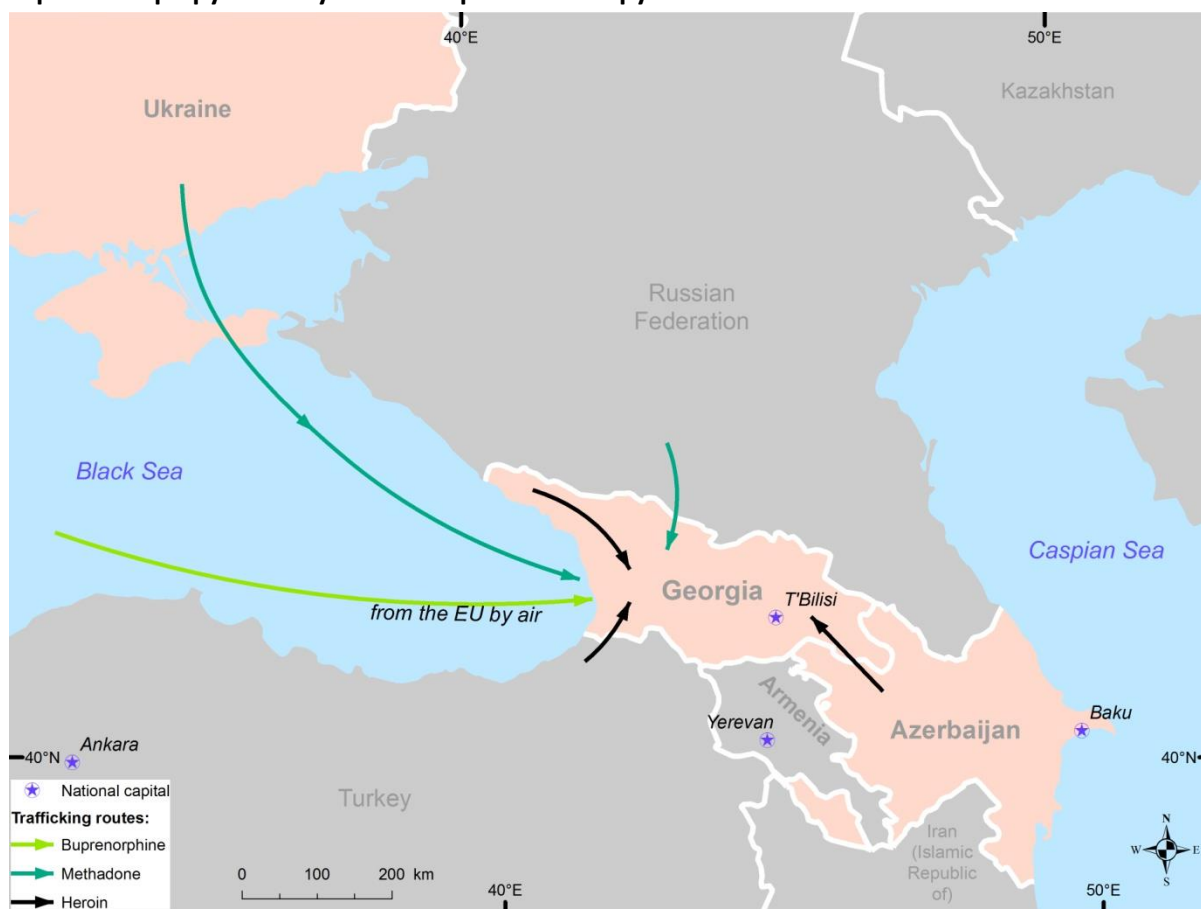 40°E
50°E
Kazakhstan
Ukraine
Russian
Federation
Black Sea
Caspian Sea
Georgia
T'Bilisi
from the EU by air
Armenia
Yerevan
Azerbaijan
Baku
Ankara
40°N
40°N
National capital
Trafficking routes:
Buprenorphine
Methadone
Heroin
Turkey
0 100 200 km
40°E
Iran
(Islamic
Republic
of)
N
W E
S
50°E